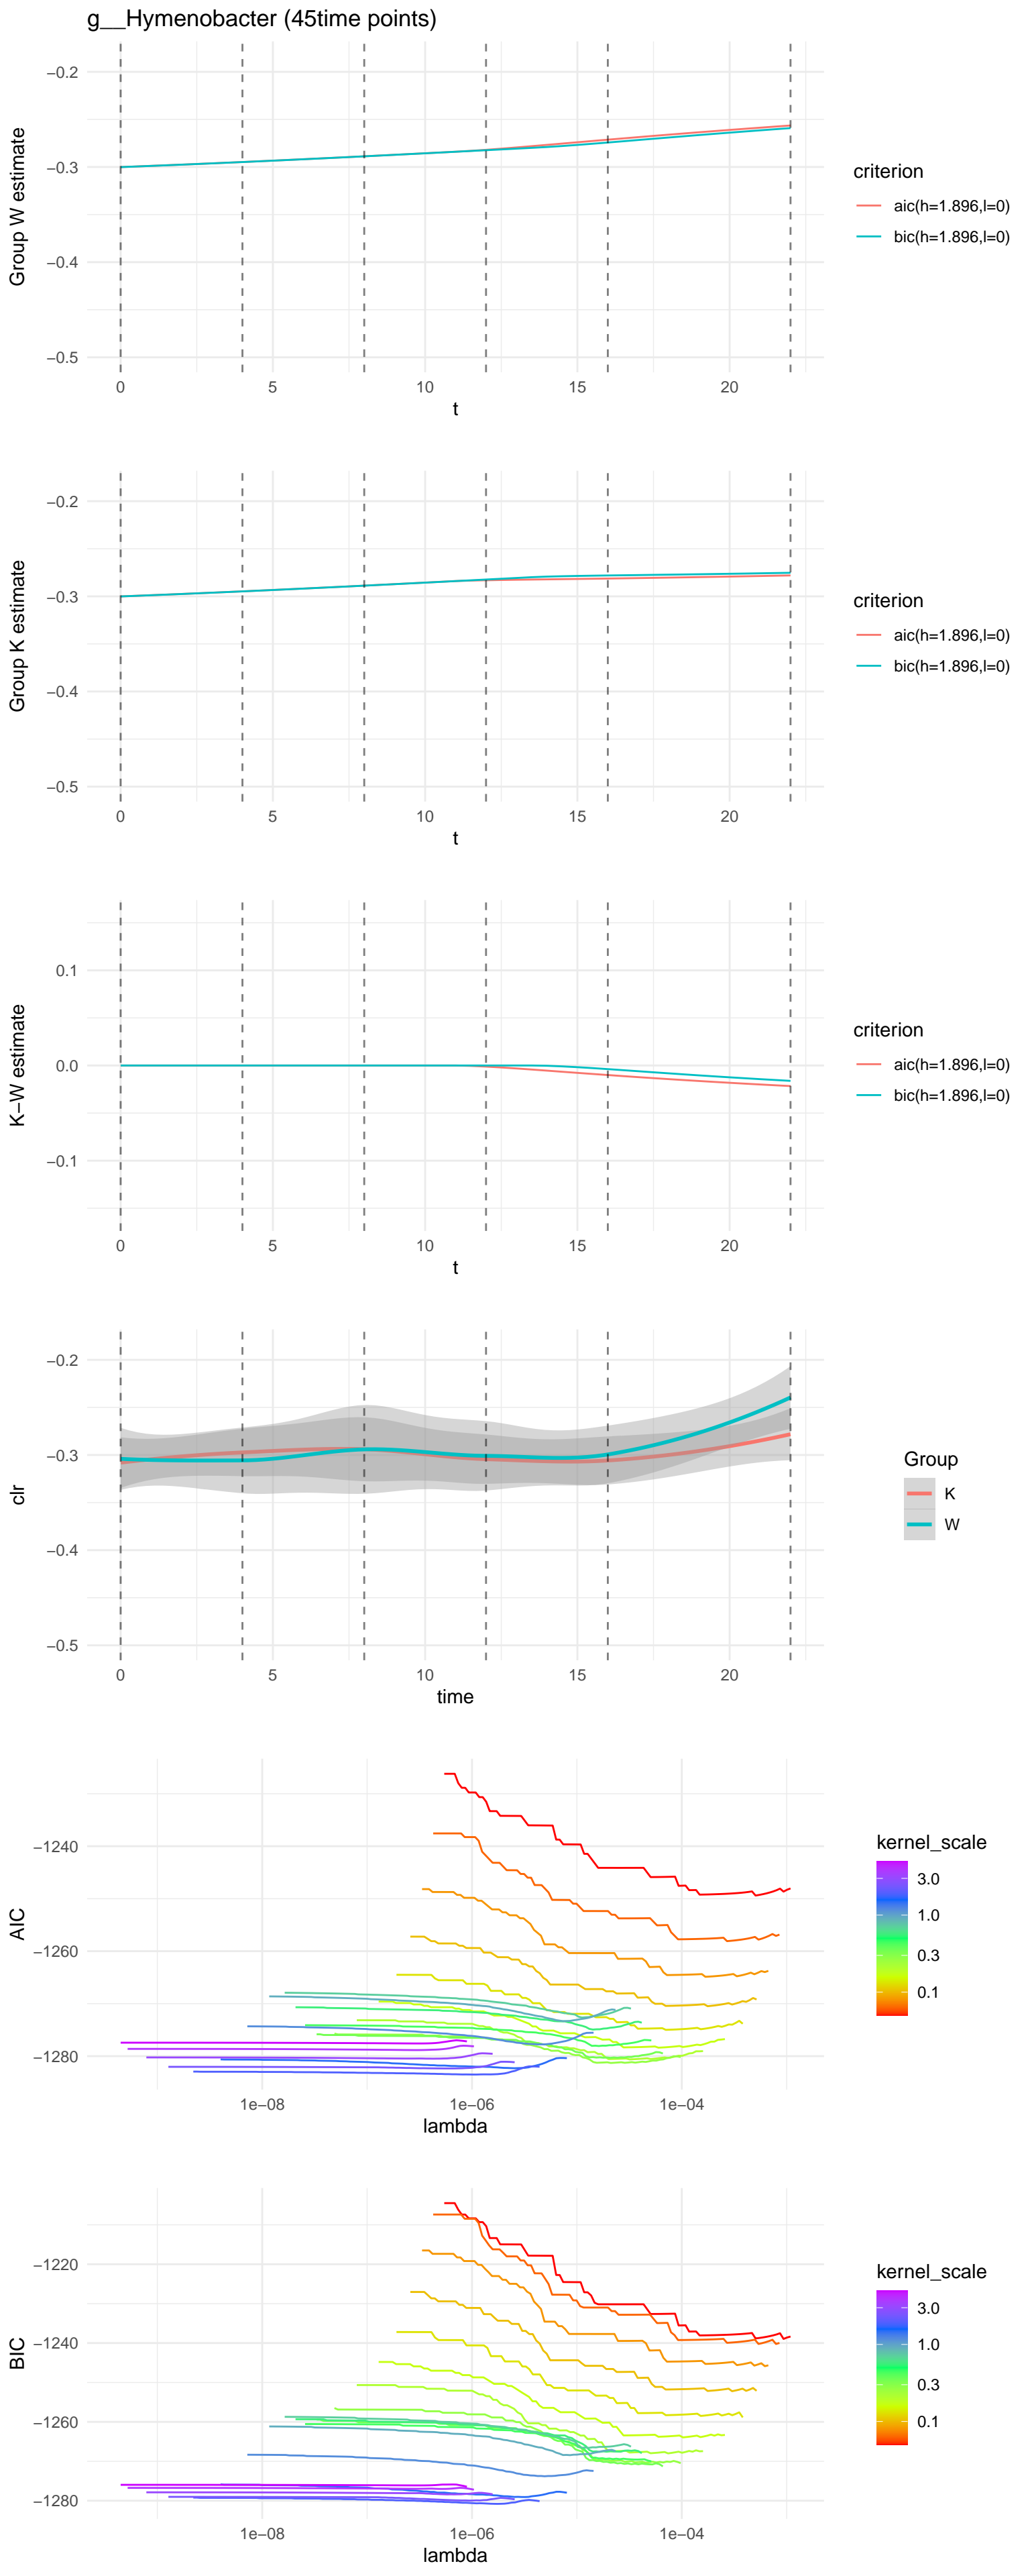 g__Hymenobacter (45time points)
Group W estimate
−0.2
−0.3
−0.4
−0.5
0
5
10
15
20
t
criterion
aic(h=1.896,l=0)
bic(h=1.896,l=0)
Group K estimate
−0.2
−0.3
−0.4
−0.5
0
5
10
15
20
t
criterion
aic(h=1.896,l=0)
bic(h=1.896,l=0)
K−W estimate
0.1
0.0
−0.1
0
5
10
15
20
t
criterion
aic(h=1.896,l=0)
bic(h=1.896,l=0)
clr
−0.2
−0.3
−0.4
−0.5
0
5
10
15
20
time
Group
K
W
AIC
−1240
−1260
−1280
1e−08
1e−06
1e−04
lambda
kernel_scale
3.0
1.0
0.3
0.1
BIC
−1220
−1240
−1260
−1280
1e−08
1e−06
1e−04
lambda
kernel_scale
3.0
1.0
0.3
0.1